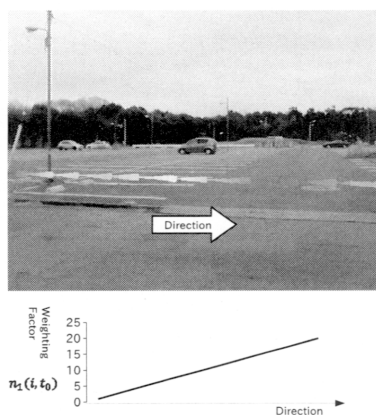 Direction
Weighting
Factor
n₁(i, t₀)
25
20
15
10
5
0
Direction